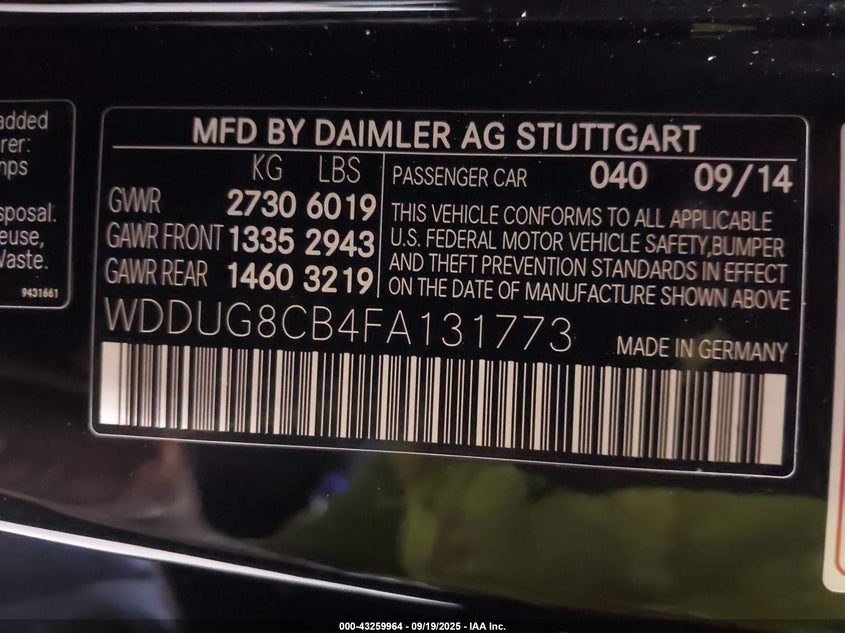 added
rer:
mps
sposal.
euse,
Waste.
9431661
MFD BY DAIMLER AG STUTTGART
KG LBS
GVWR 2730 6019
GAWR FRONT 1335 2943
GAWR REAR 1460 3219
PASSENGER CAR 040 09/14
THIS VEHICLE CONFORMS TO ALL APPLICABLE
U.S. FEDERAL MOTOR VEHICLE SAFETY,BUMPER
AND THEFT PREVENTION STANDARDS IN EFFECT
ON THE DATE OF MANUFACTURE SHOWN ABOVE
WDDUG8CB4FA131773
MADE IN GERMANY
000-43259964 - 09/19/2025 - IAA Inc.